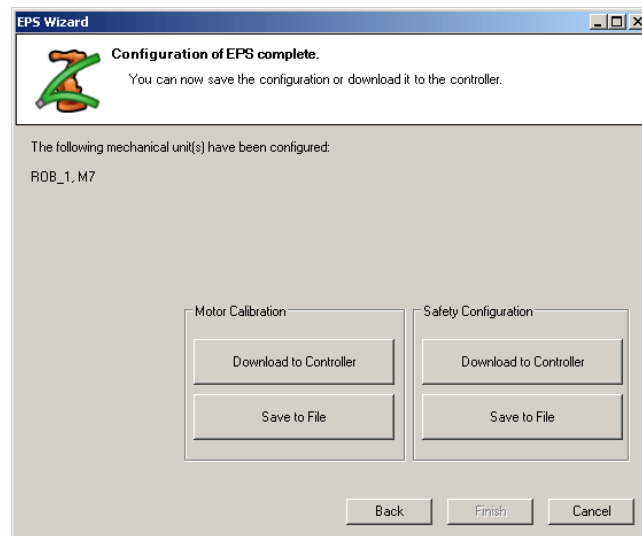 EPS Wizard
Configuration of EPS complete.
You can now save the configuration or download it to the controller.
The following mechanical unit(s) have been configured:
ROB_1, M7
Motor Calibration
Safety Configuration
Download to Controller
Download to Controller
Save to File
Save to File
Back
Finish
Cancel